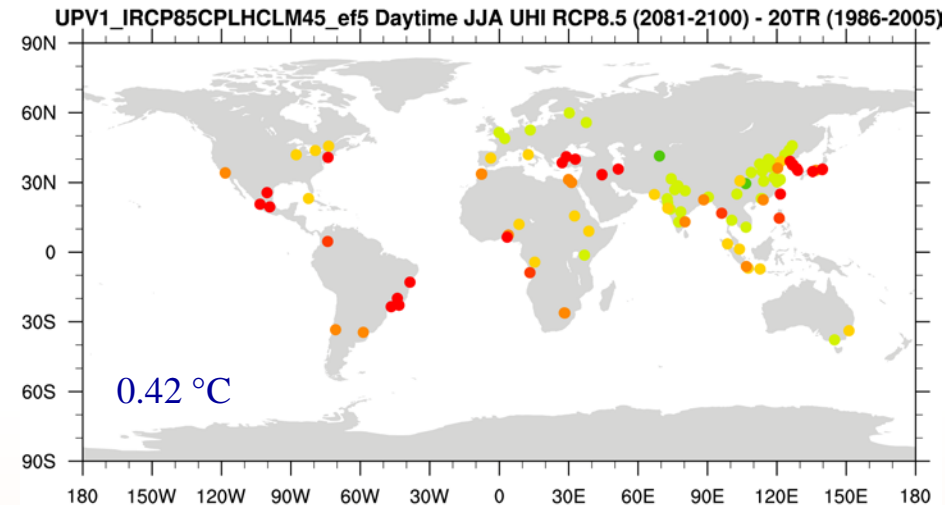 UPV1_IRCP85CPLHCLM45_ef5 Daytime JJA UHI RCP8.5 (2081-2100) - 20TR (1986-2005)
90N
60N
30N
0
30S
60S
90S
0.42 °C
180 150W 120W 90W 60W 30W 0 30E 60E 90E 120E 150E 180